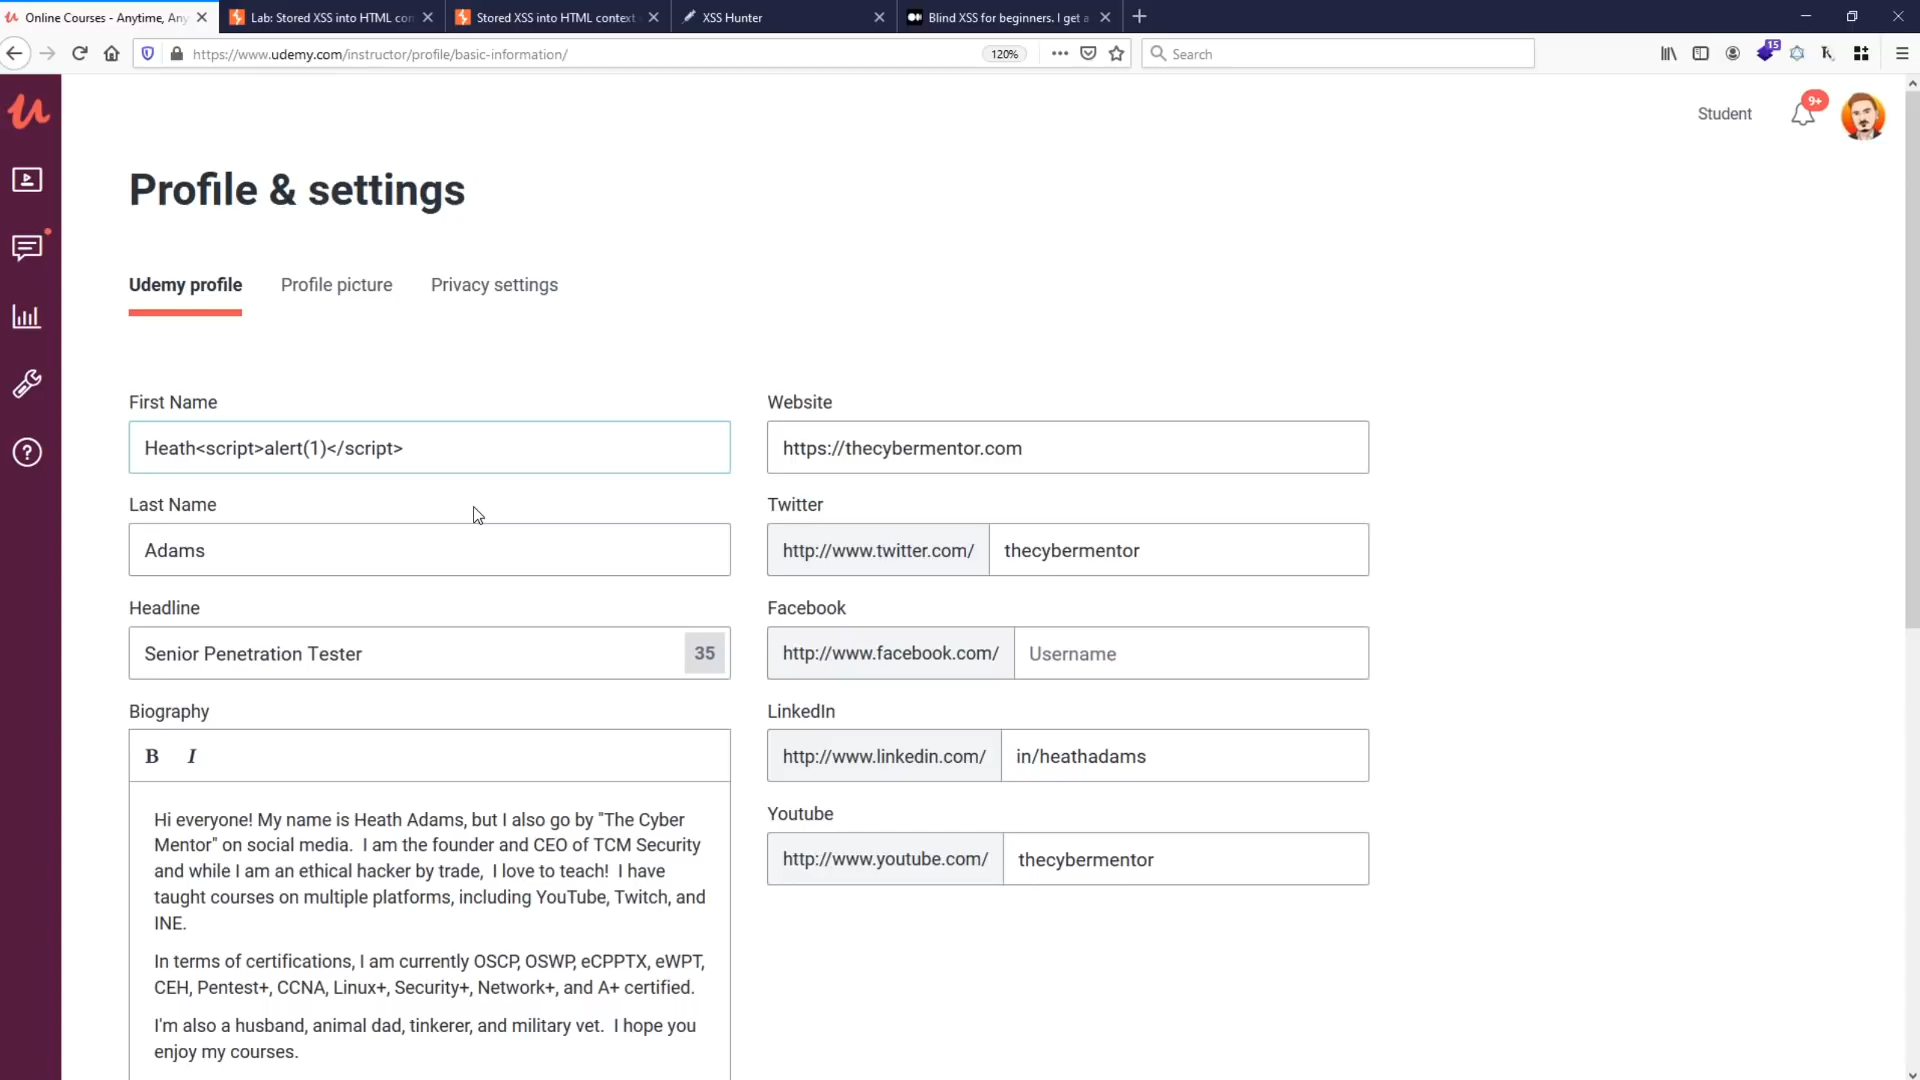 Online Courses - Anytime, Any
Lab: Stored XSS into HTML con
Stored XSS into HTML context
XSS Hunter
Blind XSS for beginners. I get a
https://www.udemy.com/instructor/profile/basic-information/
120%
Search
15
Student
9+
Profile & settings
Udemy profile
Profile picture
Privacy settings
First Name
Heath<script>alert(1)</script>
Last Name
Adams
Headline
Senior Penetration Tester
35
Biography
B I
Hi everyone! My name is Heath Adams, but I also go by "The Cyber
Mentor" on social media.  I am the founder and CEO of TCM Security
and while I am an ethical hacker by trade,  I love to teach!  I have
taught courses on multiple platforms, including YouTube, Twitch, and
INE.
In terms of certifications, I am currently OSCP, OSWP, eCPPTX, eWPT,
CEH, Pentest+, CCNA, Linux+, Security+, Network+, and A+ certified.
I'm also a husband, animal dad, tinkerer, and military vet.  I hope you
enjoy my courses.
Website
https://thecybermentor.com
Twitter
http://www.twitter.com/ thecybermentor
Facebook
http://www.facebook.com/ Username
LinkedIn
http://www.linkedin.com/ in/heathadams
Youtube
http://www.youtube.com/ thecybermentor